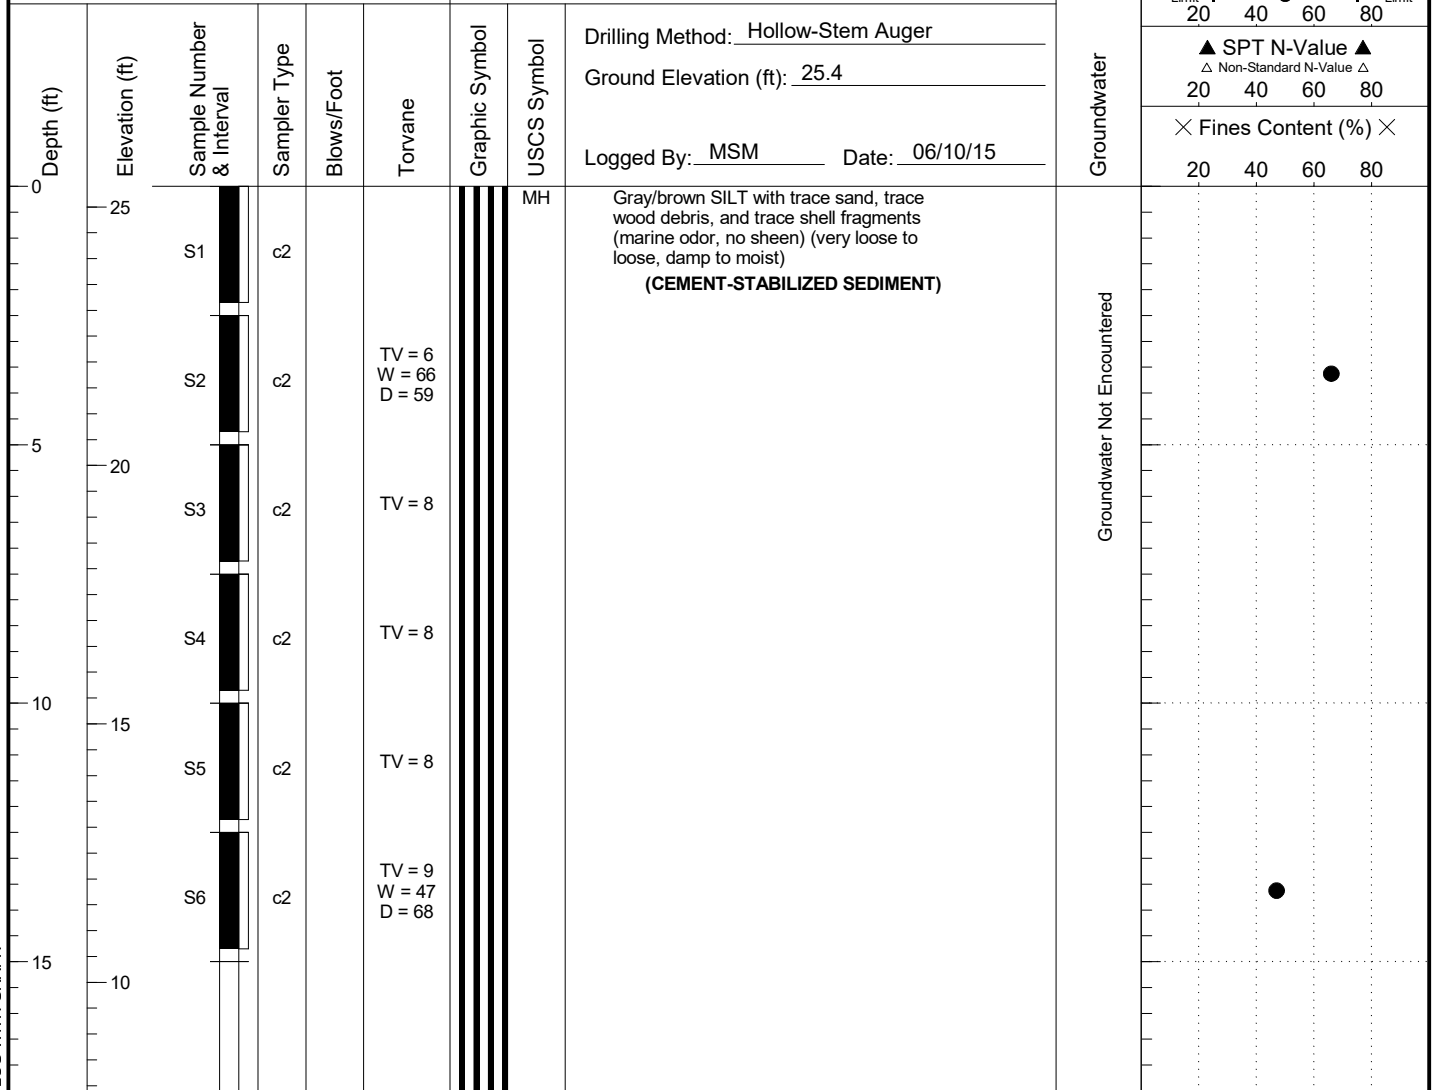 Limit
Limit
20 40 60 80
▲ SPT N-Value ▲
△ Non-Standard N-Value △
20 40 60 80
× Fines Content (%) ×
20 40 60 80
Depth (ft)
Elevation (ft)
Sample Number
& Interval
Sampler Type
Blows/Foot
Torvane
Graphic Symbol
USCS Symbol
Drilling Method: Hollow-Stem Auger
Ground Elevation (ft): 25.4
Logged By: MSM Date: 06/10/15
Groundwater
0
25
S1 c2
MH
Gray/brown SILT with trace sand, trace
wood debris, and trace shell fragments
(marine odor, no sheen) (very loose to
loose, damp to moist)
(CEMENT-STABILIZED SEDIMENT)
Groundwater Not Encountered
S2 c2
TV = 6
W = 66
D = 59
5
20
S3 c2 TV = 8
S4 c2 TV = 8
10
15
S5 c2 TV = 8
S6 c2
TV = 9
W = 47
D = 68
15
10